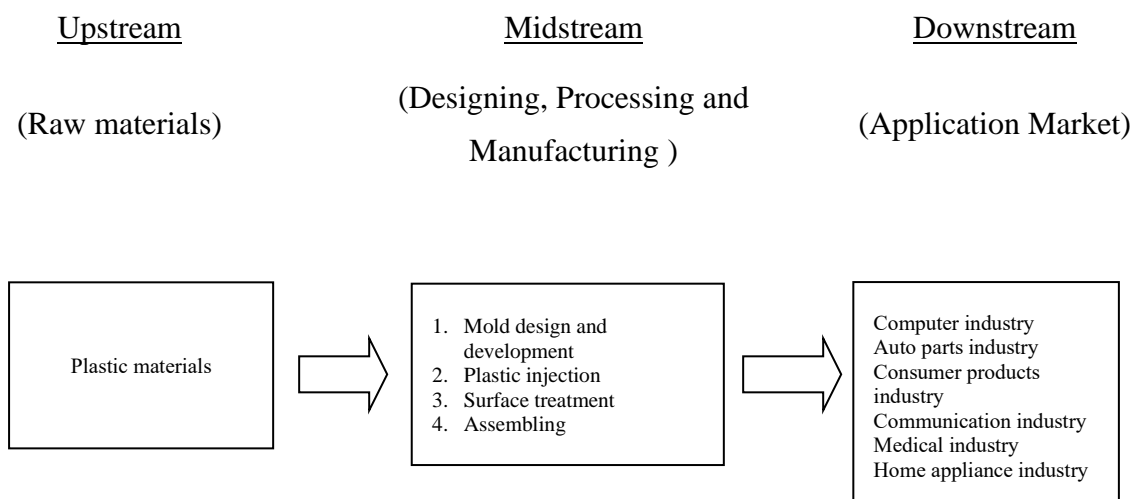 Upstream
Midstream
Downstream
(Raw materials)
(Designing, Processing and
Manufacturing )
(Application Market)
Plastic materials
1. Mold design and
development
2. Plastic injection
3. Surface treatment
4. Assembling
Computer industry
Auto parts industry
Consumer products
industry
Communication industry
Medical industry
Home appliance industry